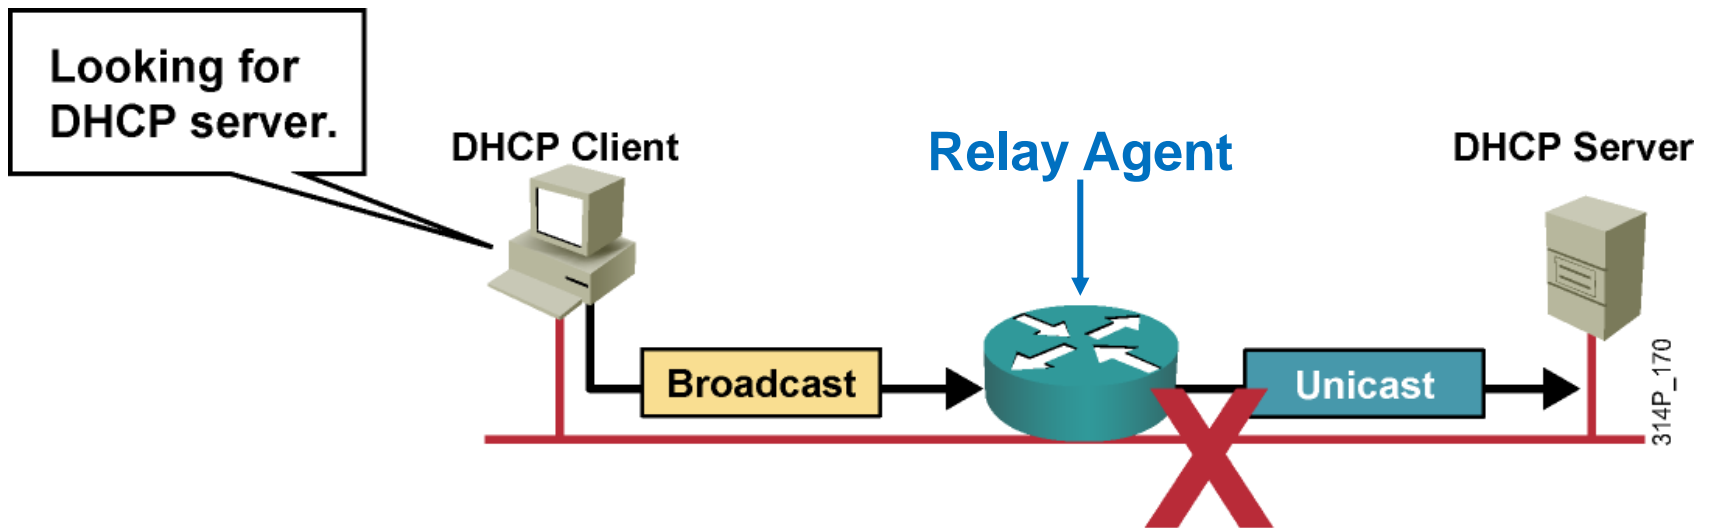 Looking for
DHCP server.
DHCP Client
Relay Agent
DHCP Server
Broadcast
Unicast
314P_170